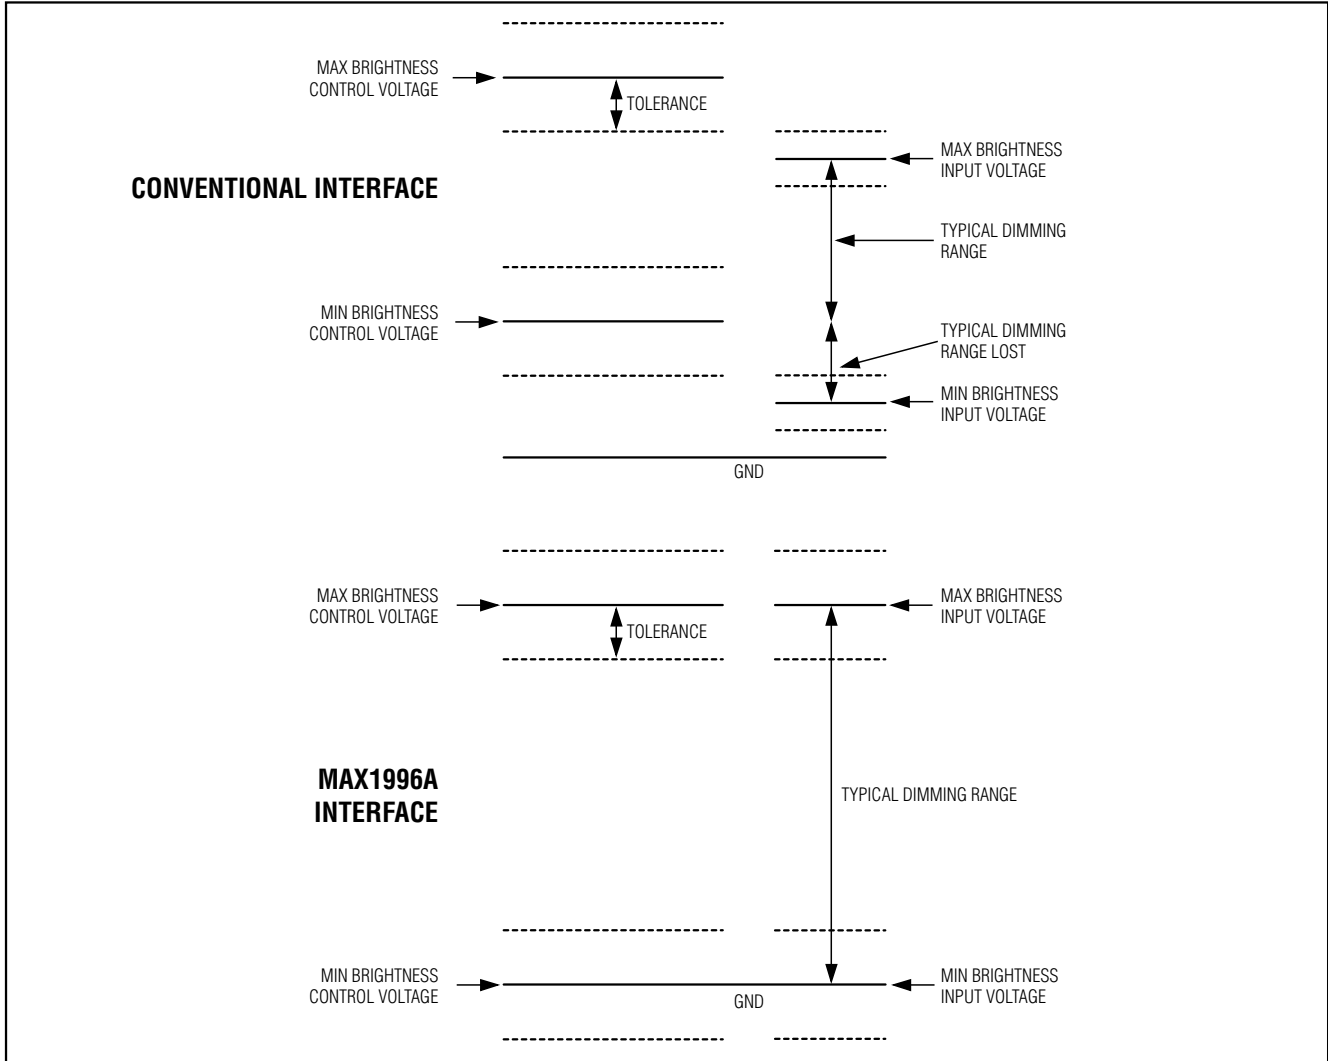 MAX BRIGHTNESS
CONTROL VOLTAGE
TOLERANCE
MAX BRIGHTNESS
INPUT VOLTAGE
CONVENTIONAL INTERFACE
TYPICAL DIMMING
RANGE
MIN BRIGHTNESS
CONTROL VOLTAGE
TYPICAL DIMMING
RANGE LOST
MIN BRIGHTNESS
INPUT VOLTAGE
GND
MAX BRIGHTNESS
CONTROL VOLTAGE
TOLERANCE
MAX BRIGHTNESS
INPUT VOLTAGE
MAX1996A
INTERFACE
TYPICAL DIMMING RANGE
MIN BRIGHTNESS
CONTROL VOLTAGE
GND
MIN BRIGHTNESS
INPUT VOLTAGE